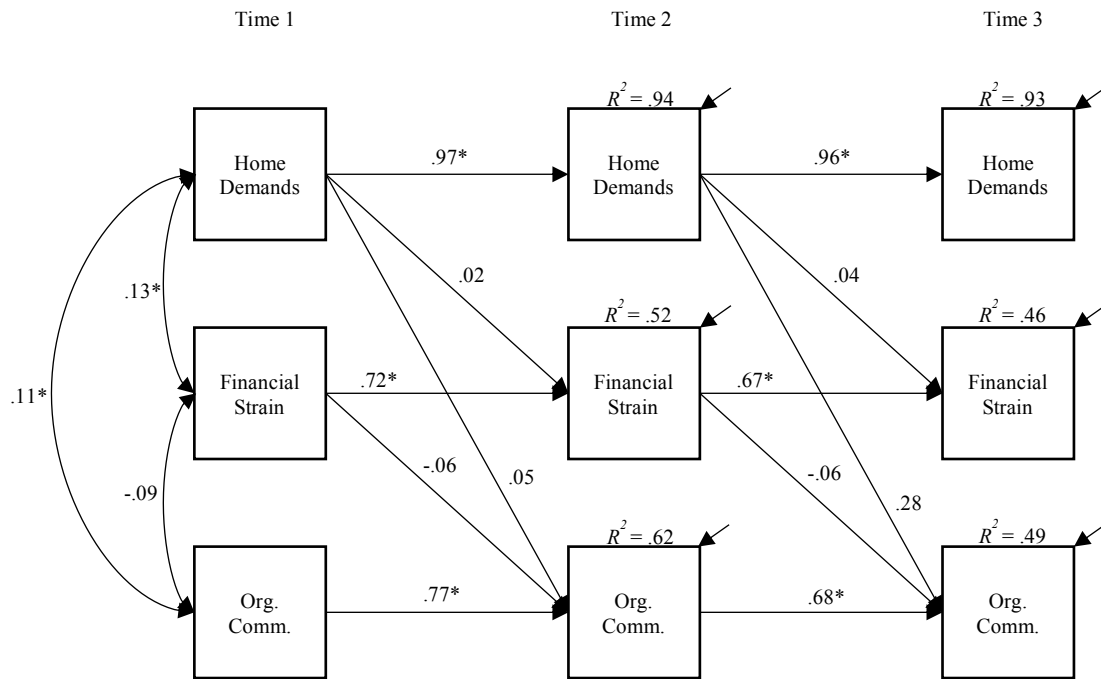 Time 1
Time 2
Time 3
R² = .94
R² = .93
Home
Demands
.97*
Home
Demands
.96*
Home
Demands
.13*
.02
.04
R² = .52
R² = .46
.11*
Financial
Strain
.72*
Financial
Strain
.67*
Financial
Strain
-.09
-.06
.05
-.06
.28
R² = .62
R² = .49
Org.
Comm.
.77*
Org.
Comm.
.68*
Org.
Comm.